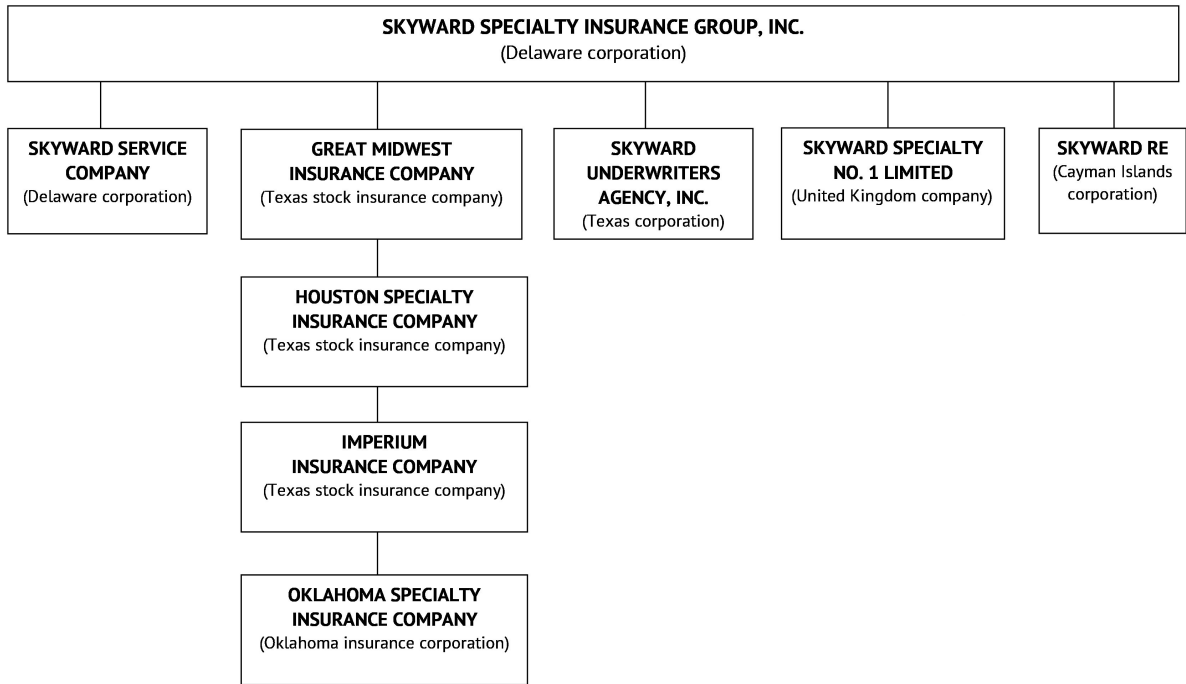 SKYWARD SPECIALTY INSURANCE GROUP, INC.
(Delaware corporation)
SKYWARD SERVICE
COMPANY
(Delaware corporation)
GREAT MIDWEST
INSURANCE COMPANY
(Texas stock insurance company)
SKYWARD
UNDERWRITERS
AGENCY, INC.
(Texas corporation)
SKYWARD SPECIALTY
NO. 1 LIMITED
(United Kingdom company)
SKYWARD RE
(Cayman Islands
corporation)
HOUSTON SPECIALTY
INSURANCE COMPANY
(Texas stock insurance company)
IMPERIUM
INSURANCE COMPANY
(Texas stock insurance company)
OKLAHOMA SPECIALTY
INSURANCE COMPANY
(Oklahoma insurance corporation)